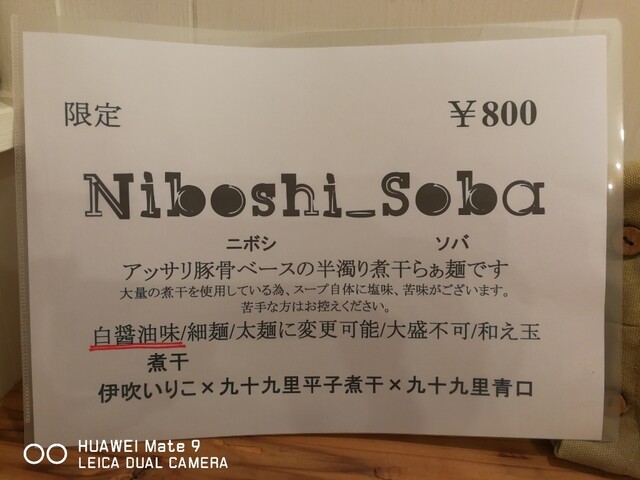 限定 ￥800
Niboshi_Soba
ニボシ ソバ
アッサリ豚骨ベースの半濁り煮干らぁ麺です
大量の煮干を使用している為、スープ自体に塩味、苦味がございます。
苦手な方はお控えください。
白醤油味/細麺/太麺に変更可能/大盛不可/和え玉
煮干
伊吹いりこ×九十九里平子煮干×九十九里青口
HUAWEI Mate 9
LEICA DUAL CAMERA